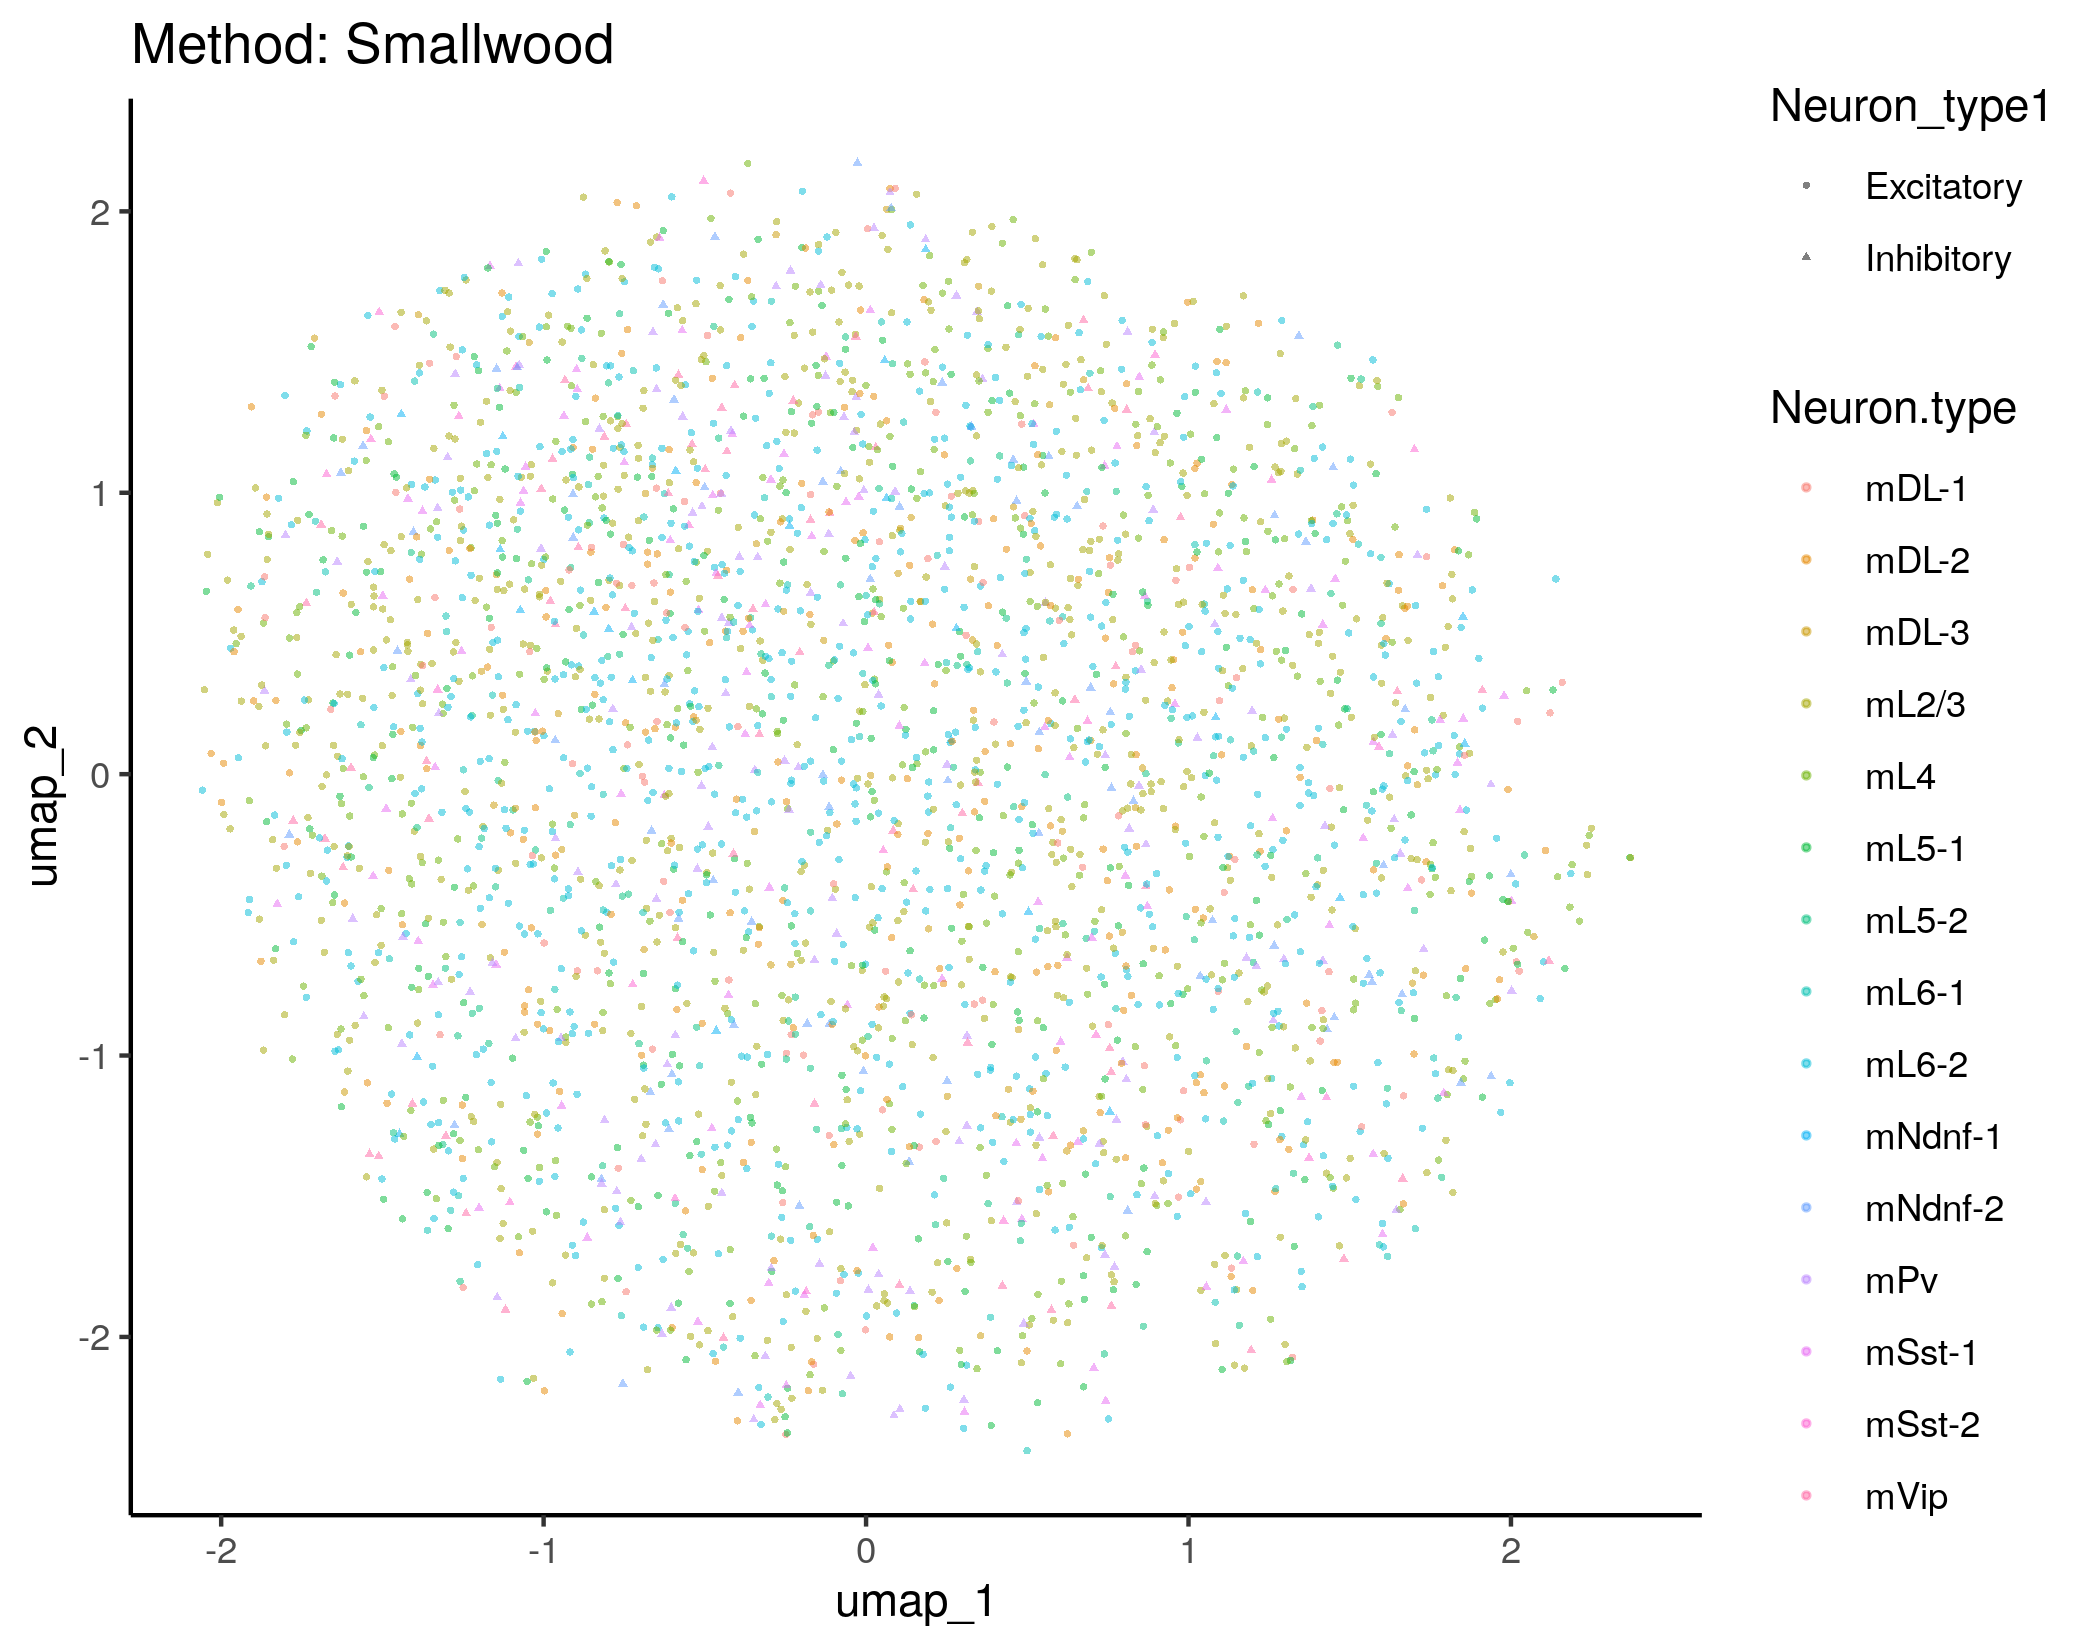 Method: Smallwood
umap_2
2
1
0
-1
-2
-2
-1
0
1
2
umap_1
Neuron_type1
Excitatory
Inhibitory
Neuron.type
mDL-1
mDL-2
mDL-3
mL2/3
mL4
mL5-1
mL5-2
mL6-1
mL6-2
mNdnf-1
mNdnf-2
mPv
mSst-1
mSst-2
mVip